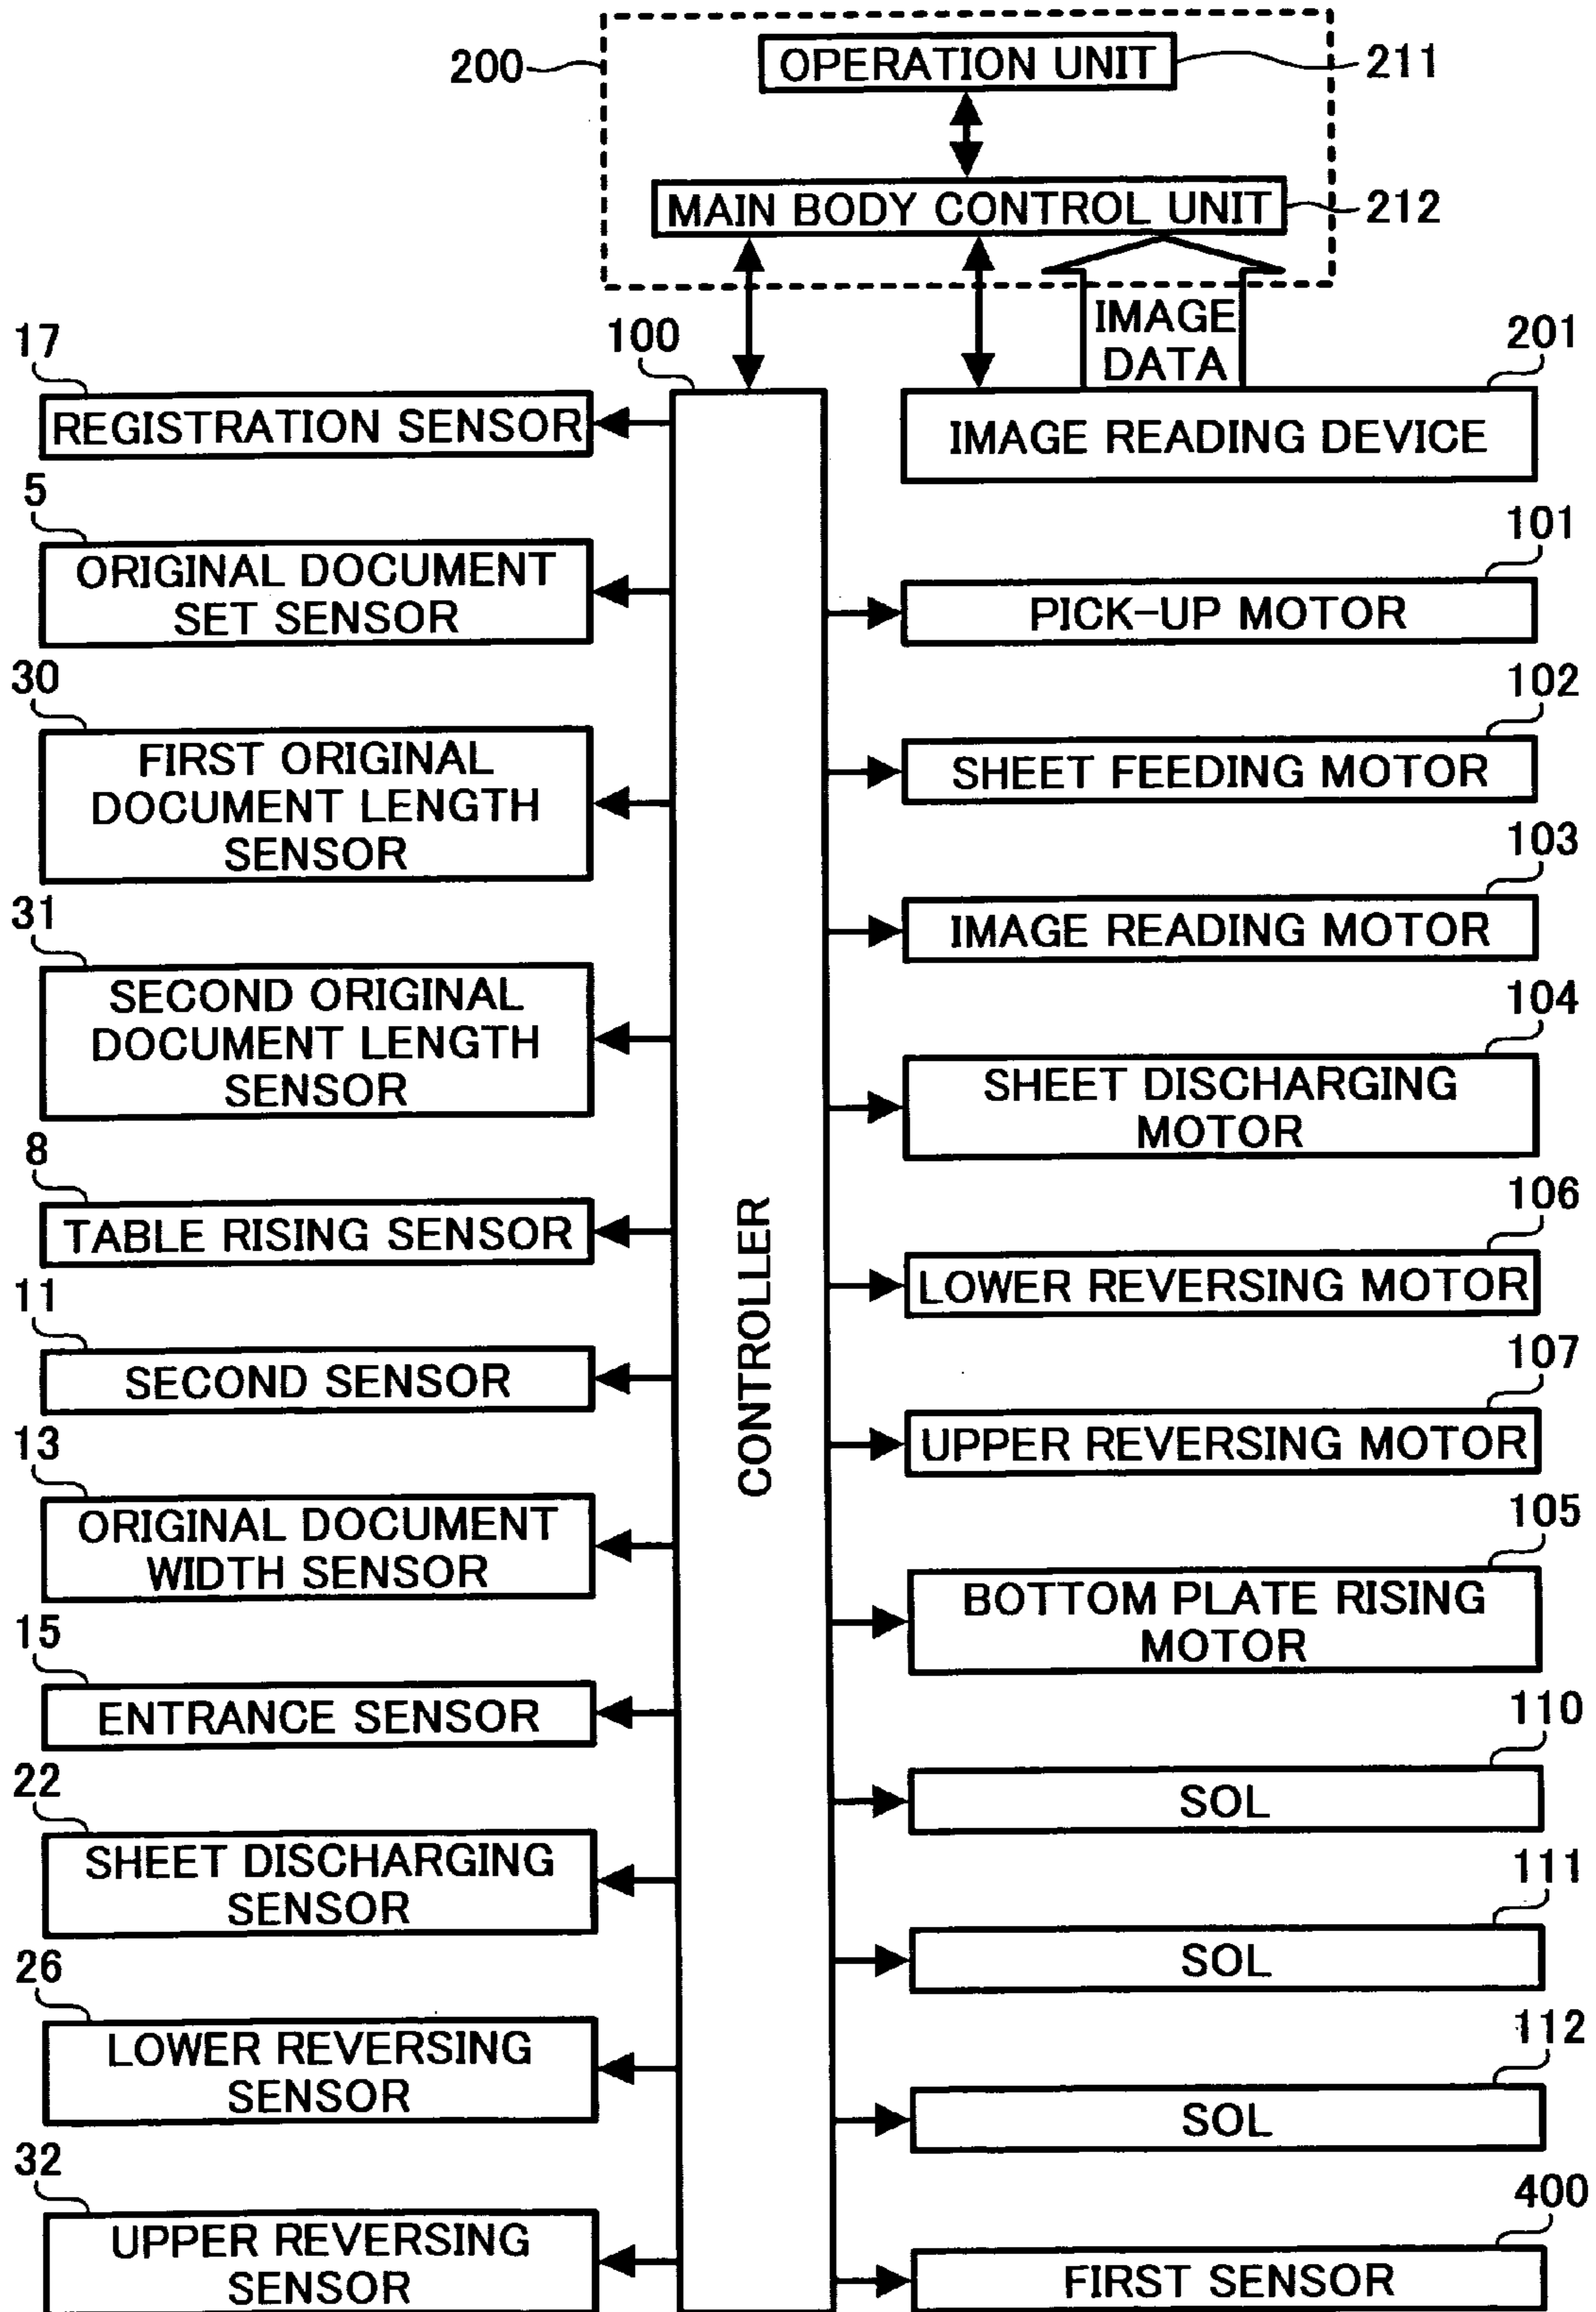 200
OPERATION UNIT
211
MAIN BODY CONTROL UNIT
212
IMAGE
DATA
17
REGISTRATION SENSOR
5
ORIGINAL DOCUMENT
SET SENSOR
30
FIRST ORIGINAL
DOCUMENT LENGTH
SENSOR
31
SECOND ORIGINAL
DOCUMENT LENGTH
SENSOR
8
TABLE RISING SENSOR
11
SECOND SENSOR
13
ORIGINAL DOCUMENT
WIDTH SENSOR
15
ENTRANCE SENSOR
22
SHEET DISCHARGING
SENSOR
26
LOWER REVERSING
SENSOR
32
UPPER REVERSING
SENSOR
100
CONTROLLER
201
IMAGE READING DEVICE
101
PICK-UP MOTOR
102
SHEET FEEDING MOTOR
103
IMAGE READING MOTOR
104
SHEET DISCHARGING
MOTOR
106
LOWER REVERSING MOTOR
107
UPPER REVERSING MOTOR
105
BOTTOM PLATE RISING
MOTOR
110
SOL
111
SOL
112
SOL
400
FIRST SENSOR